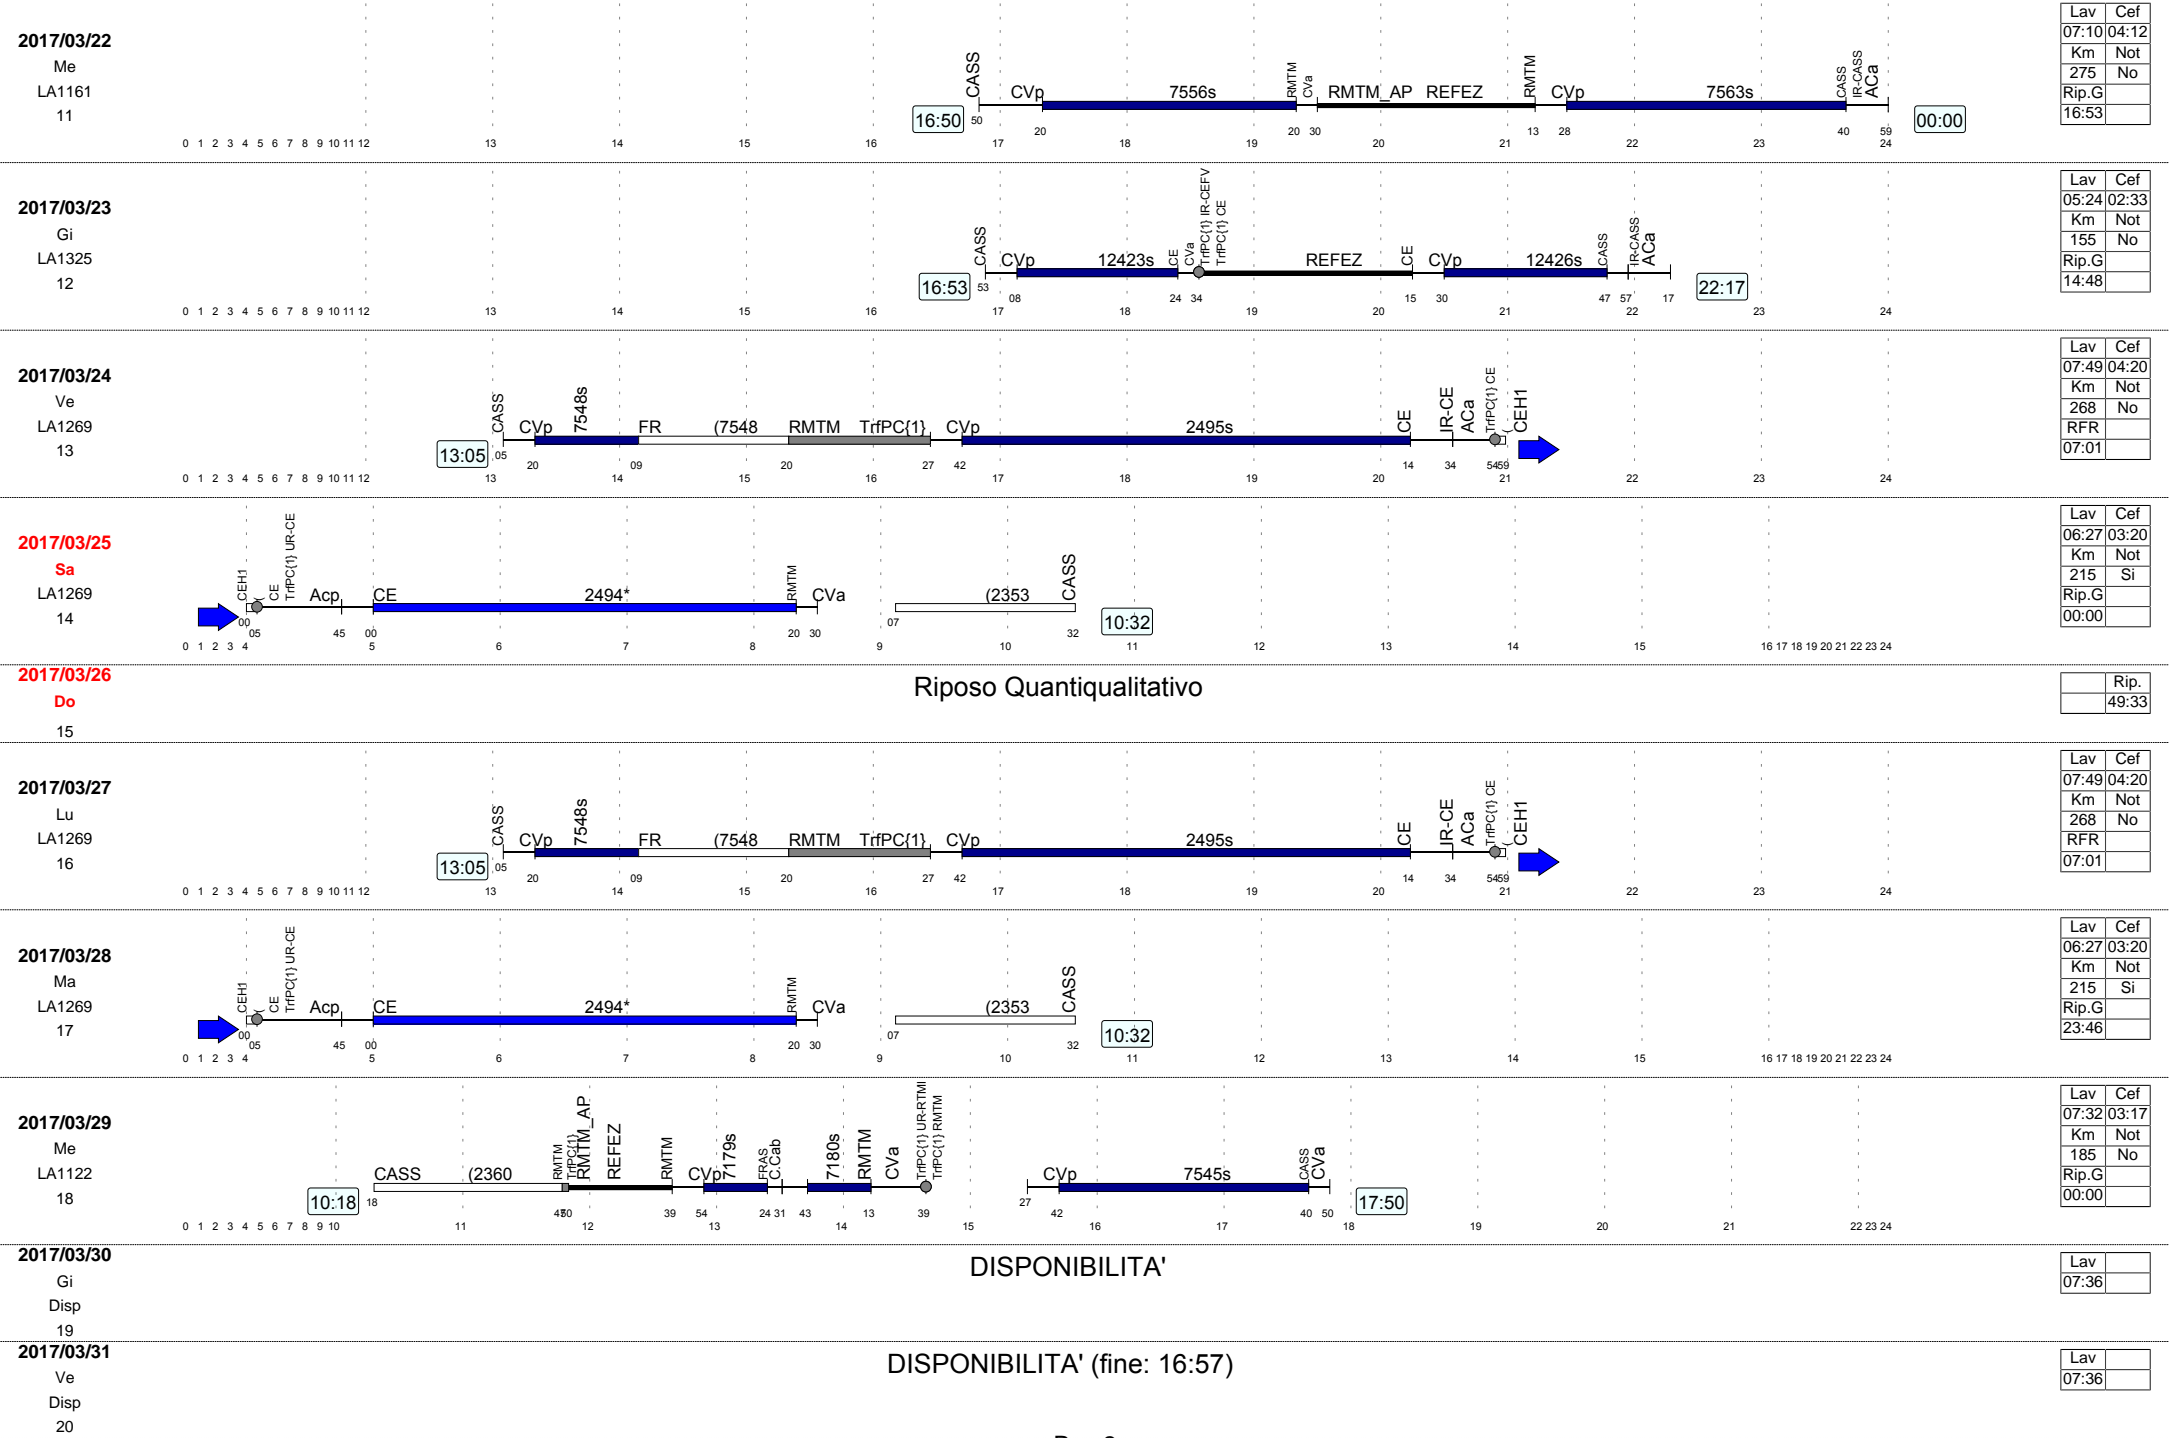 2017/03/22
Me
LA1161
11
16:50
CASS
CVp
7556s
RMTM
CVa
RMTM_AP REFEZ
RMTM
CVp
7563s
CASS
IR-CASS
ACa
00:00
50 20 20 30 13 28 40 59
0 1 2 3 4 5 6 7 8 9 10 11 12 13 14 15 16 17 18 19 20 21 22 23 24
Lav Cef
07:10 04:12
Km Not
275 No
Rip.G
16:53
2017/03/23
Gi
LA1325
12
16:53
CASS
CVp
12423s
CE
CVa
TrfPC{1} IR-CEFV
TrfPC{1} CE
REFEZ
CE
CVp
12426s
CASS
IR-CASS
ACa
22:17
53 08 24 34 15 30 47 57 17
0 1 2 3 4 5 6 7 8 9 10 11 12 13 14 15 16 17 18 19 20 21 22 23 24
Lav Cef
05:24 02:33
Km Not
155 No
Rip.G
14:48
2017/03/24
Ve
LA1269
13
13:05
CASS
CVp
7548s
FR (7548 RMTM TrfPC{1}
CVp
2495s
CE
IR-CE
ACa
TrfPC{1} CE
(
CEH1
05 20 09 20 27 42 14 34 54 59
0 1 2 3 4 5 6 7 8 9 10 11 12 13 14 15 16 17 18 19 20 21 22 23 24
Lav Cef
07:49 04:20
Km Not
268 No
RFR
07:01
2017/03/25
Sa
LA1269
14
CEH1
(
CE
TrfPC{1} UR-CE
Acp
CE
2494*
RMTM
CVa
(2353
CASS
10:32
00 05 45 00 20 30 07 32
0 1 2 3 4 5 6 7 8 9 10 11 12 13 14 15 16 17 18 19 20 21 22 23 24
Lav Cef
06:27 03:20
Km Not
215 Si
Rip.G
00:00
2017/03/26
Do
15
Riposo Quantiqualitativo
Rip.
49:33
2017/03/27
Lu
LA1269
16
13:05
CASS
CVp
7548s
FR (7548 RMTM TrfPC{1}
CVp
2495s
CE
IR-CE
ACa
TrfPC{1} CE
(
CEH1
05 20 09 20 27 42 14 34 54 59
0 1 2 3 4 5 6 7 8 9 10 11 12 13 14 15 16 17 18 19 20 21 22 23 24
Lav Cef
07:49 04:20
Km Not
268 No
RFR
07:01
2017/03/28
Ma
LA1269
17
CEH1
(
CE
TrfPC{1} UR-CE
Acp
CE
2494*
RMTM
CVa
(2353
CASS
10:32
00 05 45 00 20 30 07 32
0 1 2 3 4 5 6 7 8 9 10 11 12 13 14 15 16 17 18 19 20 21 22 23 24
Lav Cef
06:27 03:20
Km Not
215 Si
Rip.G
23:46
2017/03/29
Me
LA1122
18
10:18
CASS (2360
RMTM
TrfPC{1}
RMTM_AP
REFEZ
RMTM
CVp
7179s
FRAS
C.Cab
7180s
RMTM
CVa
TrfPC{1} UR-RTMI
TrfPC{1} RMTM
CVp
7545s
CASS
CVa
17:50
18 47 50 39 54 24 31 43 13 39 27 42 40 50
0 1 2 3 4 5 6 7 8 9 10 11 12 13 14 15 16 17 18 19 20 21 22 23 24
Lav Cef
07:32 03:17
Km Not
185 No
Rip.G
00:00
2017/03/30
Gi
Disp
19
DISPONIBILITA'
Lav
07:36
2017/03/31
Ve
Disp
20
DISPONIBILITA' (fine: 16:57)
Lav
07:36